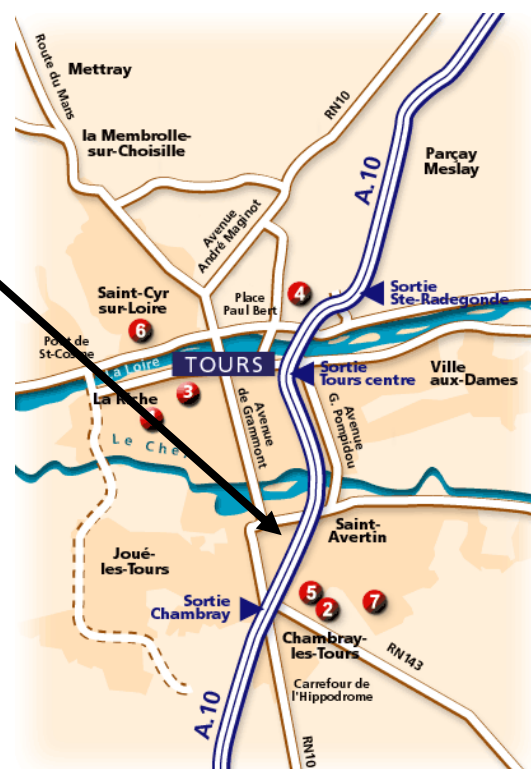 Route du Mans
Mettray
la Membrolle-
sur-Choisille
RN10
A.10
Parçay
Meslay
Avenue
André Maginot
Saint-Cyr
sur-Loire
Place
Paul Bert
4
Sortie
Ste-Radegonde
6
Pont de
St-Cosme
La Loire
TOURS
Sortie
Tours centre
Ville
aux-Dames
La Riche
3
Avenue
de Grammont
Avenue
G. Pompidou
Le Cher
Saint-
Avertin
Joué-
les-Tours
Sortie
Chambray
5
2
7
Chambray-
les-Tours
RN143
Carrefour de
l'Hippodrome
A.10
RN10